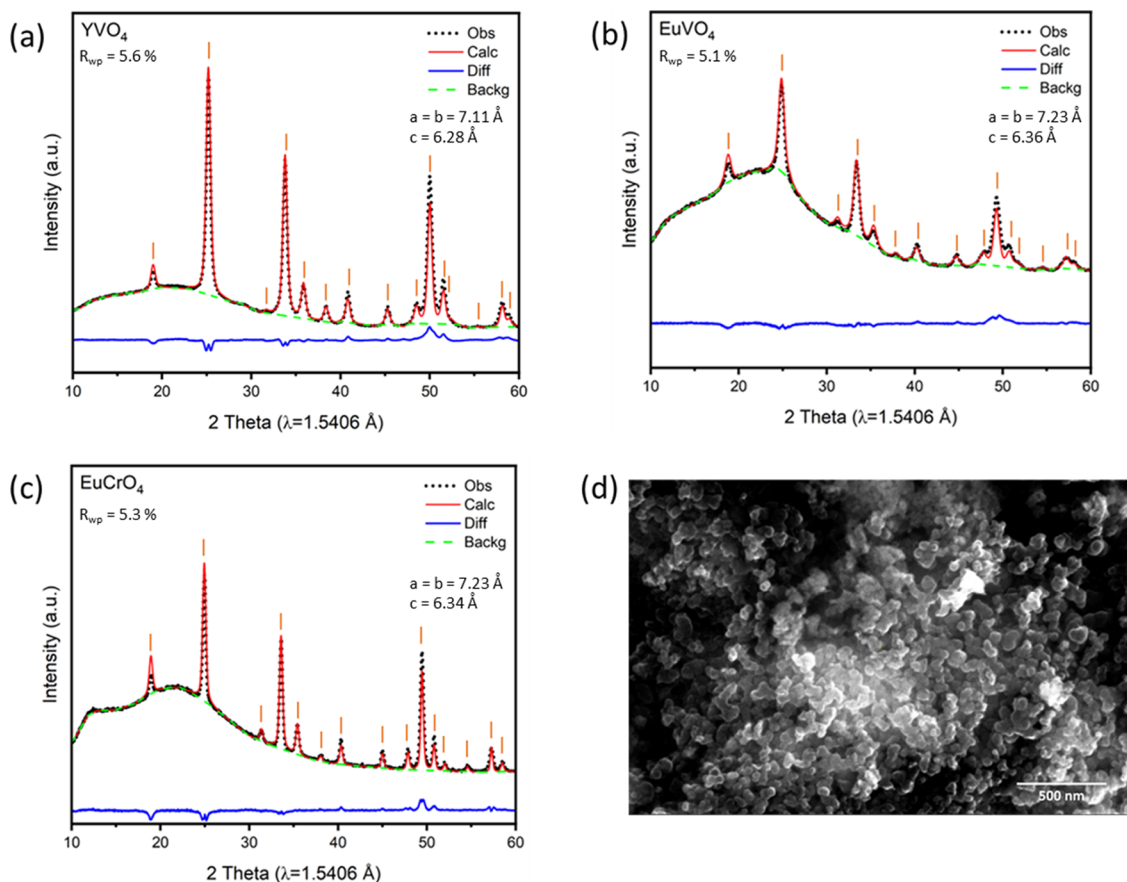 (a)
YVO₄
R_wp = 5.6 %
Obs
Calc
Diff
Backg
a = b = 7.11 Å
c = 6.28 Å
Intensity (a.u.)
10 20 30 40 50 60
2 Theta (λ=1.5406 Å)
(b)
EuVO₄
R_wp = 5.1 %
Obs
Calc
Diff
Backg
a = b = 7.23 Å
c = 6.36 Å
Intensity (a.u.)
10 20 30 40 50 60
2 Theta (λ=1.5406 Å)
(c)
EuCrO₄
R_wp = 5.3 %
Obs
Calc
Diff
Backg
a = b = 7.23 Å
c = 6.34 Å
Intensity (a.u.)
10 20 30 40 50 60
2 Theta (λ=1.5406 Å)
(d)
500 nm